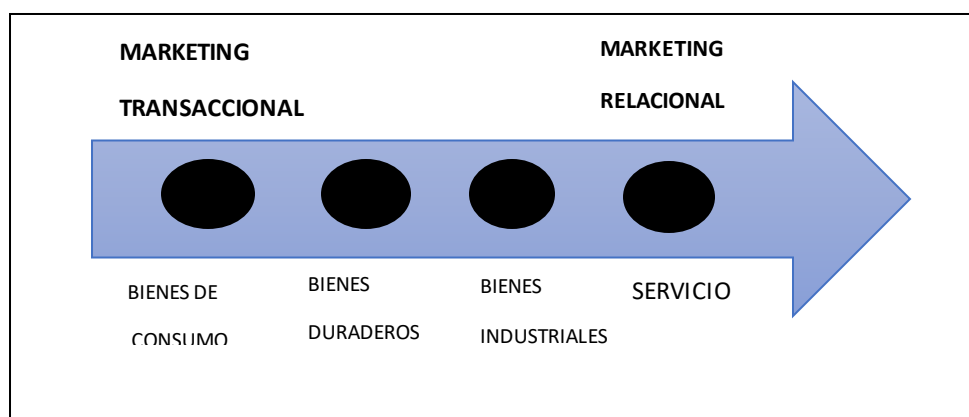 MARKETING
TRANSACCIONAL
MARKETING
RELACIONAL
BIENES DE
CONSUMO
BIENES
DURADEROS
BIENES
INDUSTRIALES
SERVICIO